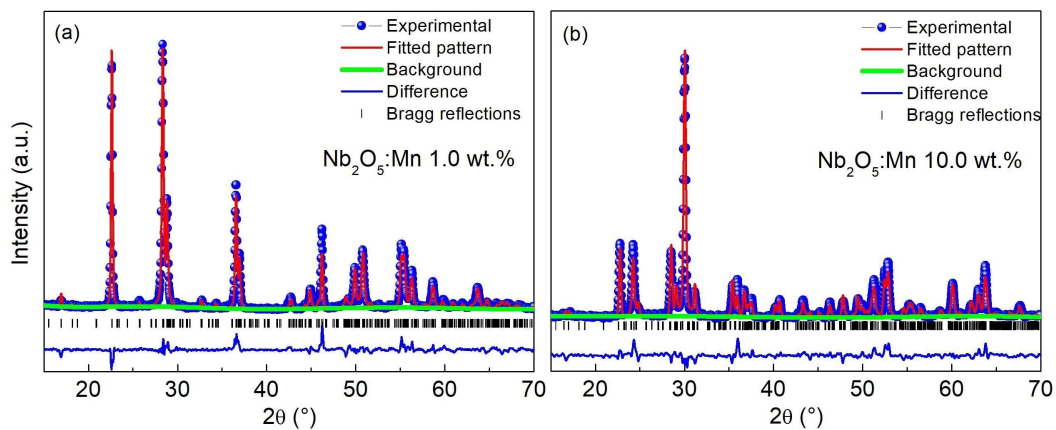 (a)
Experimental
Fitted pattern
Background
Difference
Bragg reflections
Nb₂O₅:Mn 1.0 wt.%
Intensity (a.u.)
20 30 40 50 60 70
2θ (°)
(b)
Experimental
Fitted pattern
Background
Difference
Bragg reflections
Nb₂O₅:Mn 10.0 wt.%
20 30 40 50 60 70
2θ (°)